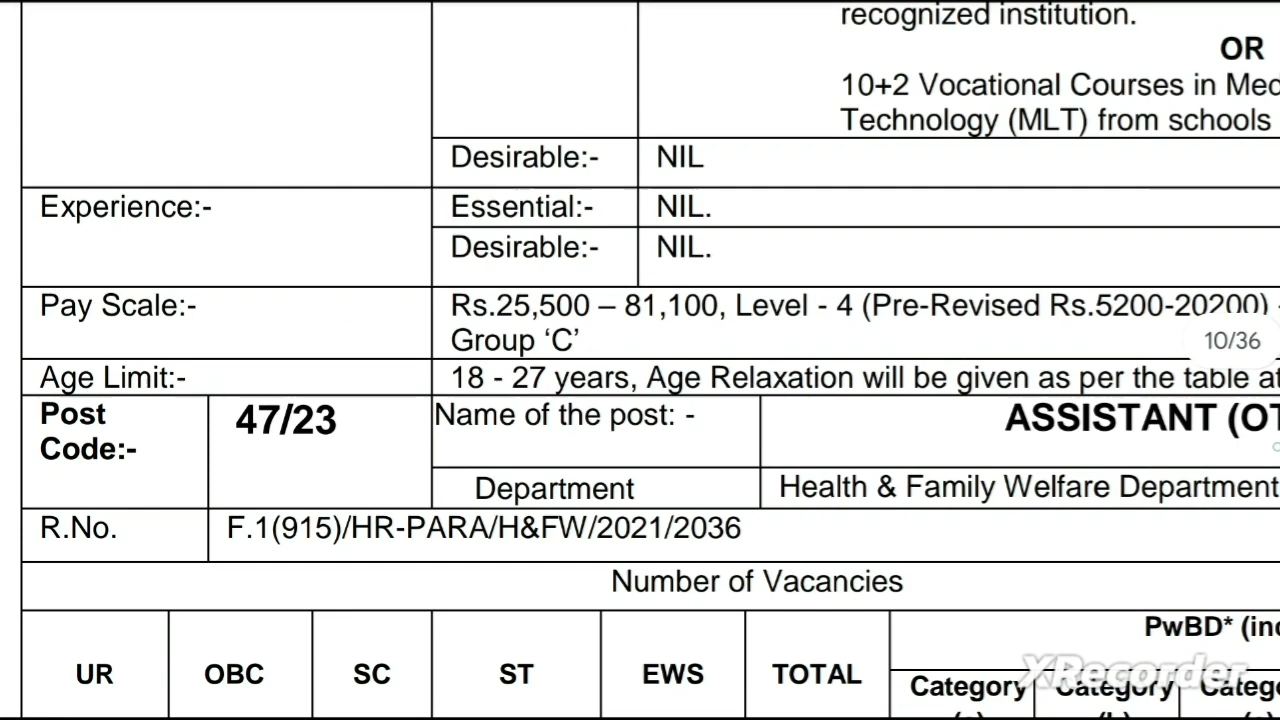 recognized institution.
OR
10+2 Vocational Courses in Med
Technology (MLT) from schools
Desirable:- NIL
Experience:- Essential:- NIL.
Desirable:- NIL.
Pay Scale:- Rs.25,500 – 81,100, Level - 4 (Pre-Revised Rs.5200-20200)
Group ‘C’
10/36
Age Limit:- 18 - 27 years, Age Relaxation will be given as per the table at
Post Code:- 47/23 Name of the post: - ASSISTANT (OT
Department Health & Family Welfare Department
R.No. F.1(915)/HR-PARA/H&FW/2021/2036
Number of Vacancies
UR OBC SC ST EWS TOTAL PwBD* (inc
Category Category Categ
XRecorder